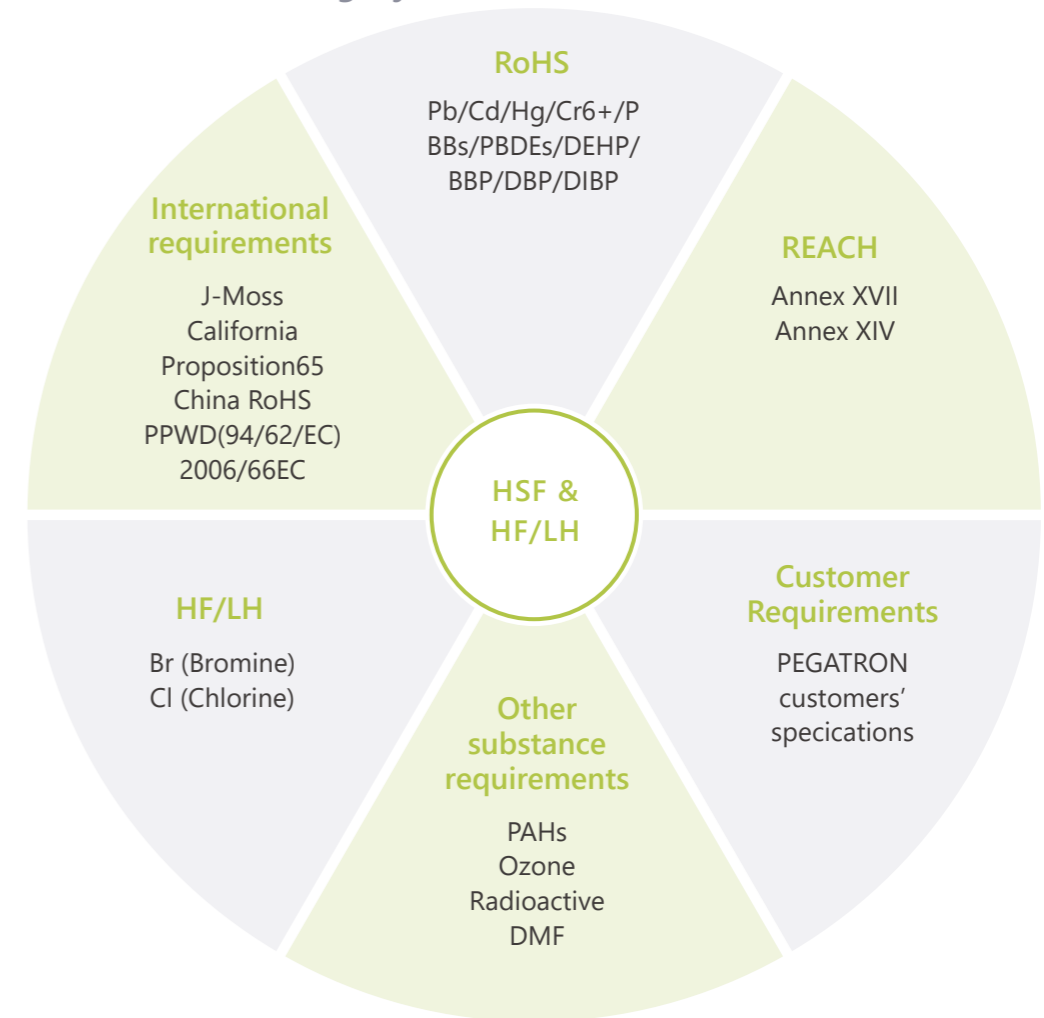 RoHS
Pb/Cd/Hg/Cr6+/P
BBs/PBDEs/DEHP/
BBP/DBP/DIBP
REACH
Annex XVII
Annex XIV
Customer
Requirements
PEGATRON
customers’
specications
Other
substance
requirements
PAHs
Ozone
Radioactive
DMF
HF/LH
Br (Bromine)
Cl (Chlorine)
International
requirements
J-Moss
California
Proposition65
China RoHS
PPWD(94/62/EC)
2006/66EC
HSF &
HF/LH